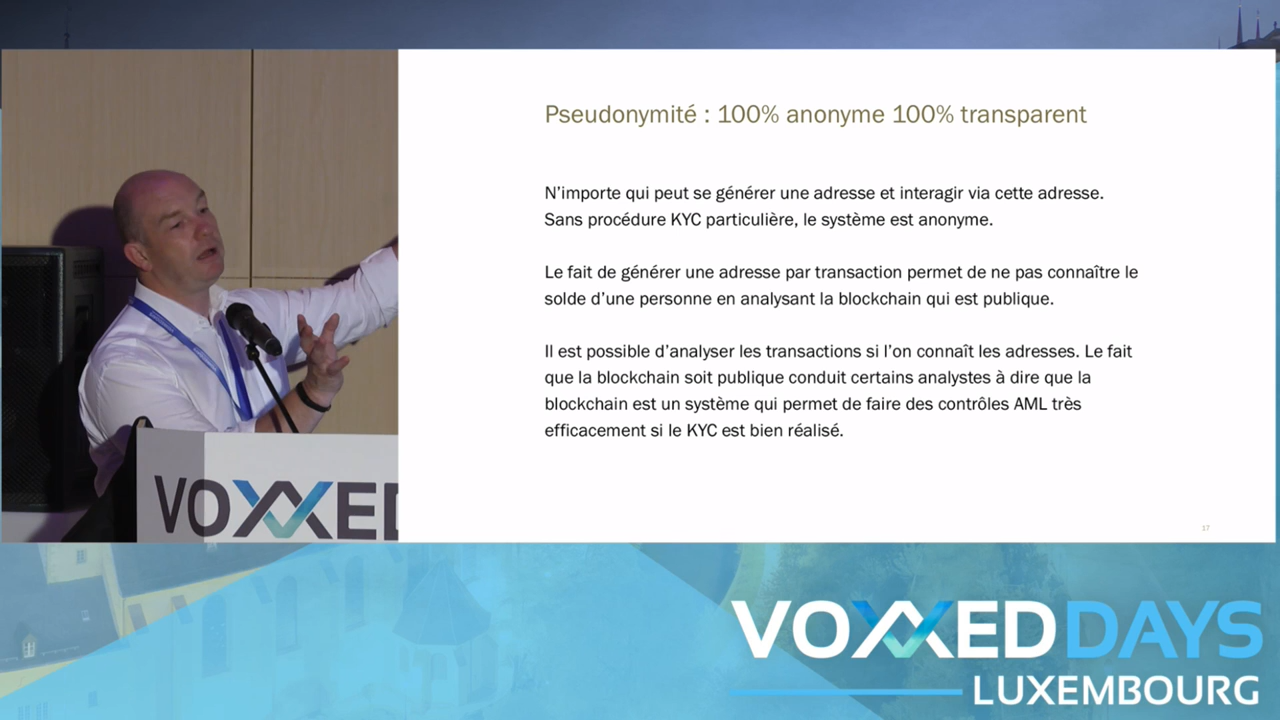 Pseudonymité : 100% anonyme 100% transparent
N’importe qui peut se générer une adresse et interagir via cette adresse.
Sans procédure KYC particulière, le système est anonyme.
Le fait de générer une adresse par transaction permet de ne pas connaître le
solde d’une personne en analysant la blockchain qui est publique.
Il est possible d’analyser les transactions si l’on connaît les adresses. Le fait
que la blockchain soit publique conduit certains analystes à dire que la
blockchain est un système qui permet de faire des contrôles AML très
efficacement si le KYC est bien réalisé.
17
VOXXED
VOXXEDDAYS
LUXEMBOURG